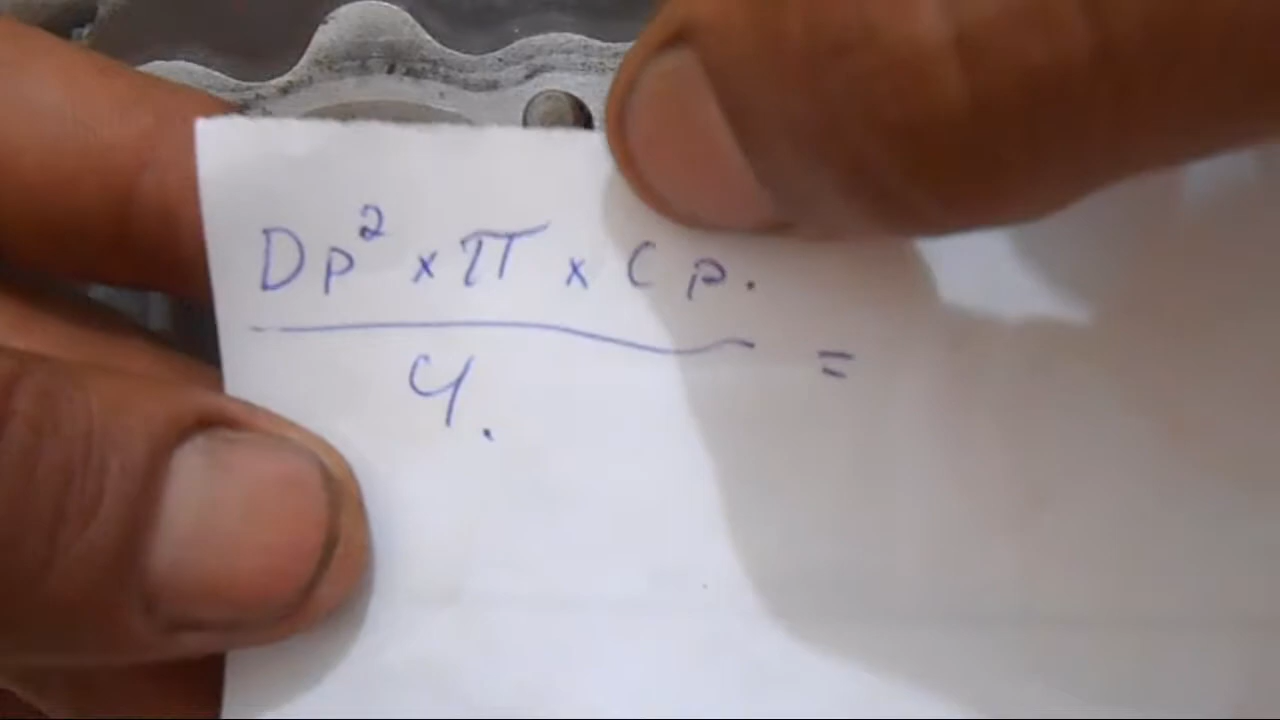 Dp² x π x Cp. =
4.